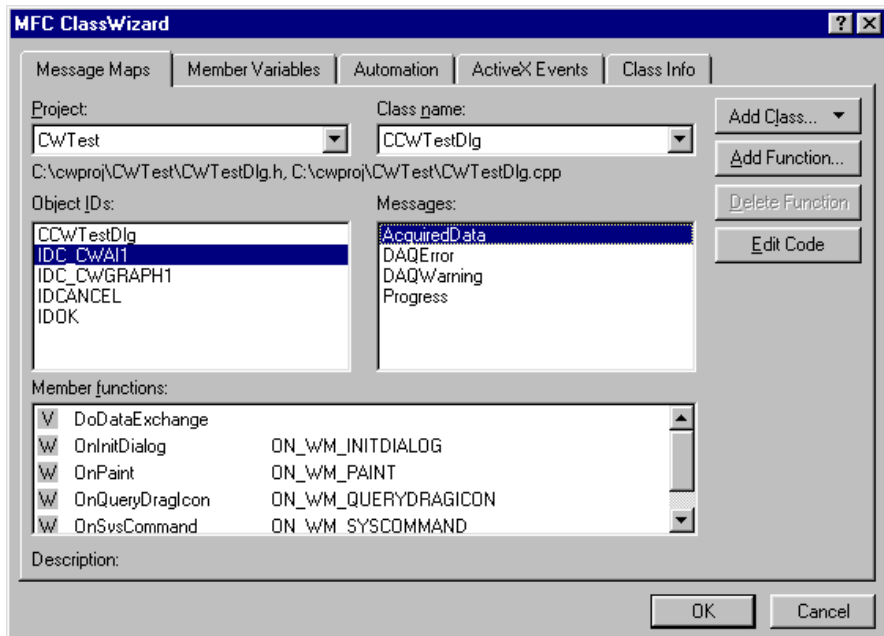 MFC ClassWizard
Message Maps Member Variables Automation ActiveX Events Class Info
Project: Class name:
CWTest CCWTestDlg Add Class...
C:\cwproj\CWTest\CWTestDlg.h, C:\cwproj\CWTest\CWTestDlg.cpp Add Function...
Object IDs: Messages: Delete Function
CCWTestDlg AcquiredData
IDC_CWAI1 DAQError Edit Code
IDC_CWGRAPH1 DAQWarning
IDCANCEL Progress
IDOK
Member functions:
V DoDataExchange
W OnInitDialog ON_WM_INITDIALOG
W OnPaint ON_WM_PAINT
W OnQueryDragIcon ON_WM_QUERYDRAGICON
W OnSysCommand ON_WM_SYSCOMMAND
Description:
OK Cancel